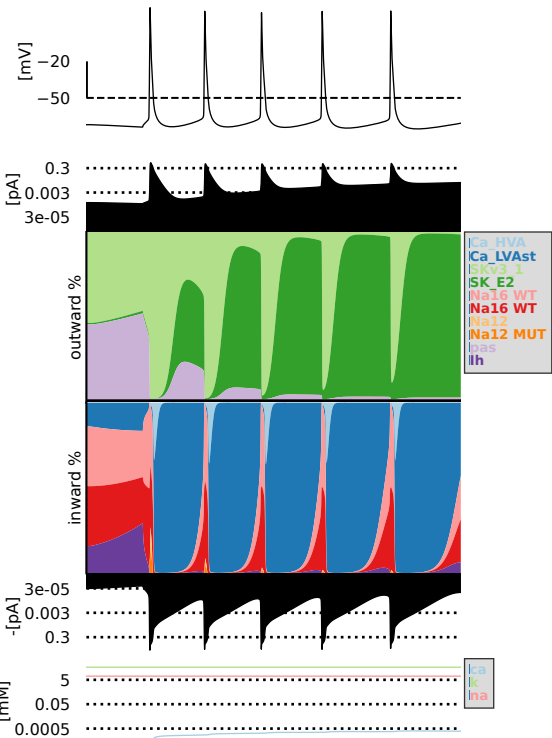 [mV]
−20
−50
[pA]
0.3
0.003
3e-05
outward %
Ca_HVA
Ca_LVAst
SKv3_1
SK_E2
Na16 WT
Na16 WT
Na12
Na12 MUT
pas
Ih
inward %
-[pA]
3e-05
0.003
0.3
[mM]
5
0.05
0.0005
ca
k
na